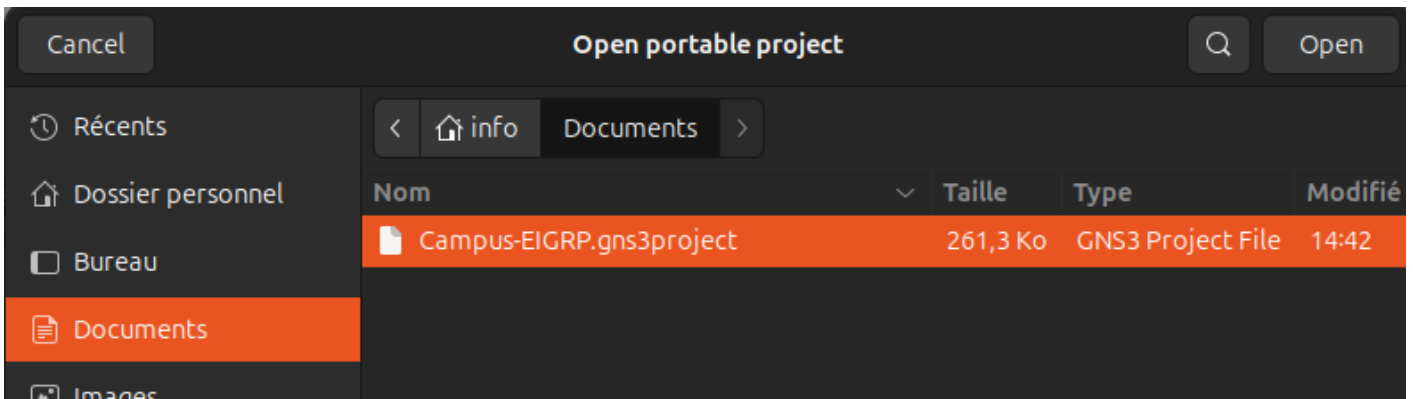 Cancel
Open portable project
Open
Récents
info
Documents
Dossier personnel
Nom
Taille
Type
Modifié
Campus-EIGRP.gns3project
261,3 Ko
GNS3 Project File
14:42
Bureau
Documents
Images